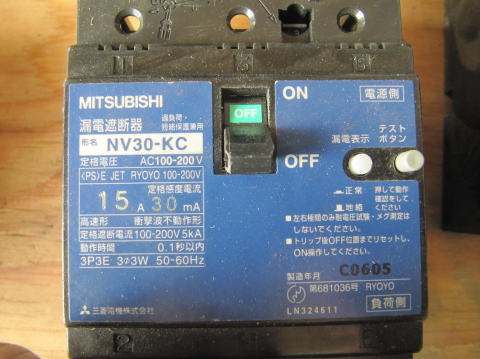 MITSUBISHI
漏電遮断器 過負荷・短絡保護兼用
形名 NV30-KC
定格電圧 AC100-200V
〈PS〉E JET RYOYO 100-200V
定格感度電流
15A 30mA
高速形 衝撃波不動作形
定格遮断電流100-200V5kA
動作時間 0.1秒以内
3P3E 3φ3W 50-60Hz
三菱電機株式会社
OFF
ON
電源側
OFF
漏電表示
テストボタン
正常
地絡
押して動作
確認をして
ください
■左右極間のみ耐電圧試験・メグ測定は
しないでください。
■トリップ後OFF位置までリセットし、
ON操作してください。
製造年月 C0605
第681036号 RYOYO
LN324611
負荷側